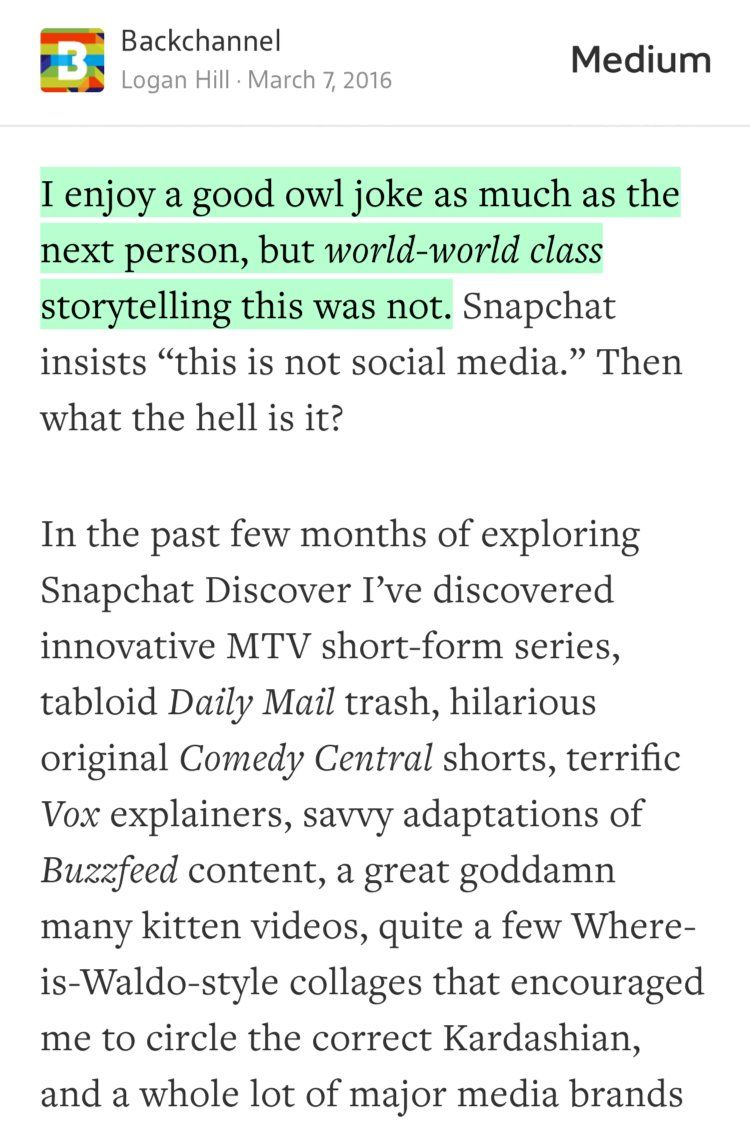 B
Backchannel
Logan Hill · March 7, 2016
Medium
I enjoy a good owl joke as much as the
next person, but world-world class
storytelling this was not. Snapchat
insists “this is not social media.” Then
what the hell is it?
In the past few months of exploring
Snapchat Discover I’ve discovered
innovative MTV short-form series,
tabloid Daily Mail trash, hilarious
original Comedy Central shorts, terrific
Vox explainers, savvy adaptations of
Buzzfeed content, a great goddamn
many kitten videos, quite a few Where-
is-Waldo-style collages that encouraged
me to circle the correct Kardashian,
and a whole lot of major media brands